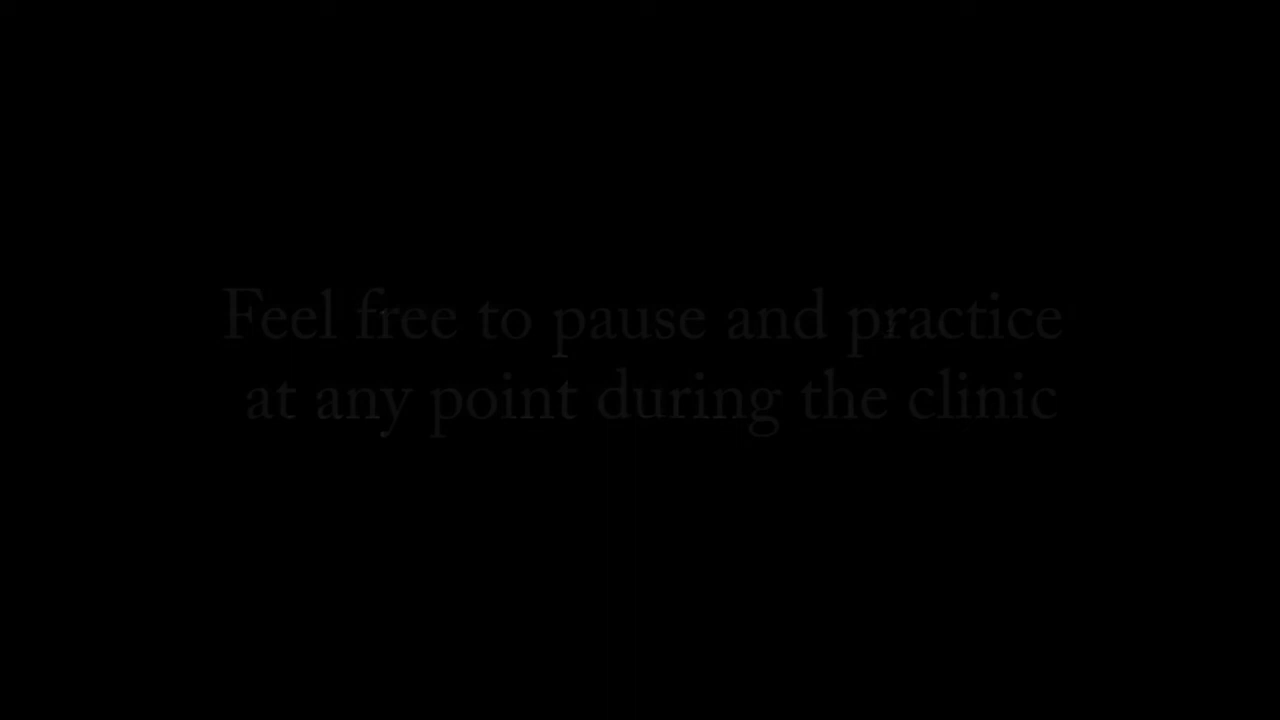 Feel free to pause and practice
at any point during the clinic